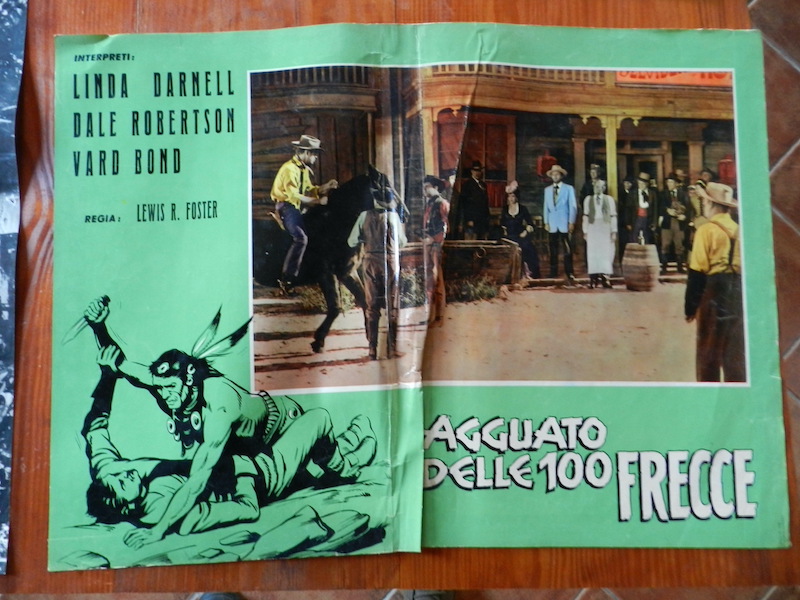 INTERPRETI:
LINDA DARNELL
DALE ROBERTSON
VARD BOND
REGIA: LEWIS R. FOSTER
AGGUATO
DELLE 100 FRECCE